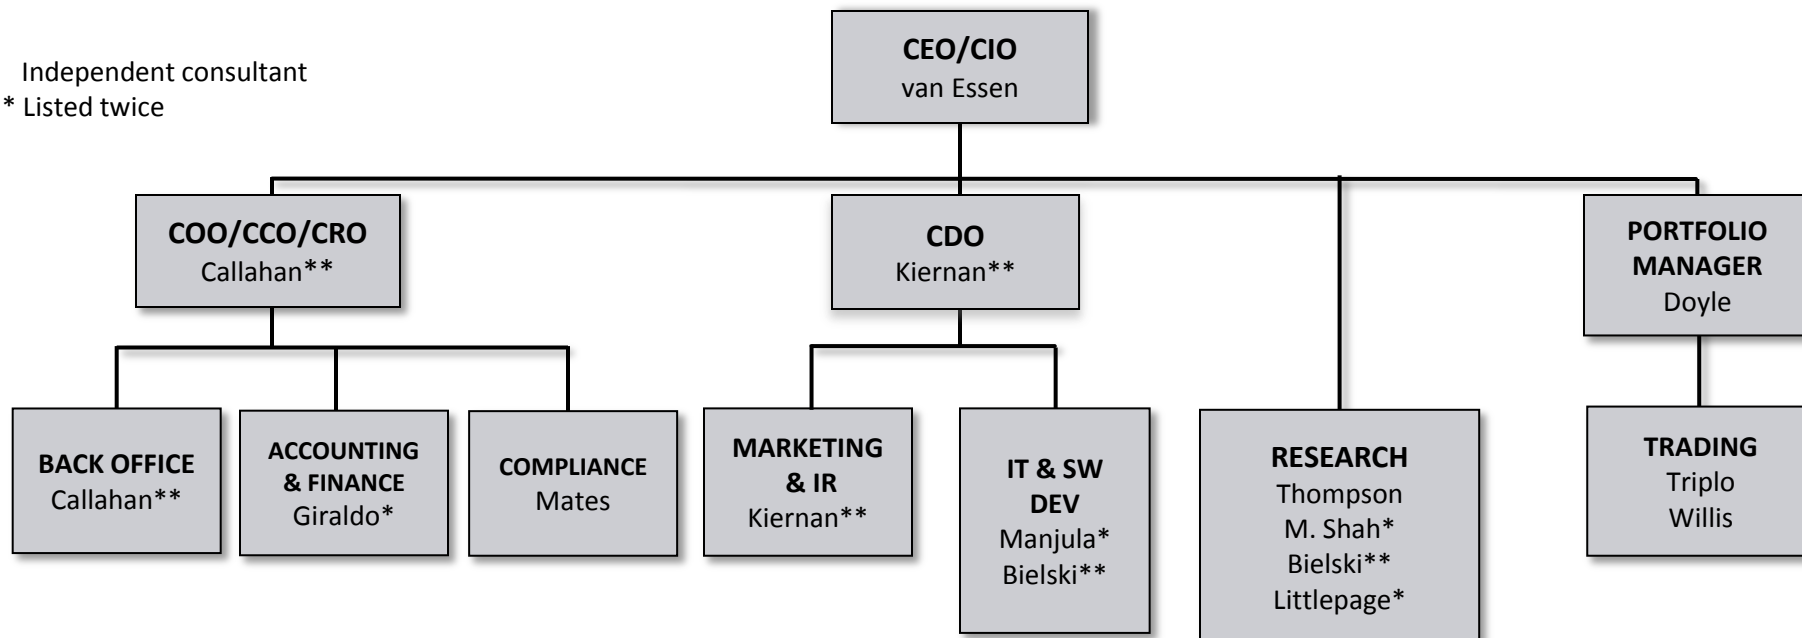 Independent consultant
* Listed twice
CEO/CIO
van Essen
COO/CCO/CRO
Callahan**
CDO
Kiernan**
PORTFOLIO
MANAGER
Doyle
BACK OFFICE
Callahan**
ACCOUNTING
& FINANCE
Giraldo*
COMPLIANCE
Mates
MARKETING
& IR
Kiernan**
IT & SW
DEV
Manjula*
Bielski**
RESEARCH
Thompson
M. Shah*
Bielski**
Littlepage*
TRADING
Triplo
Willis